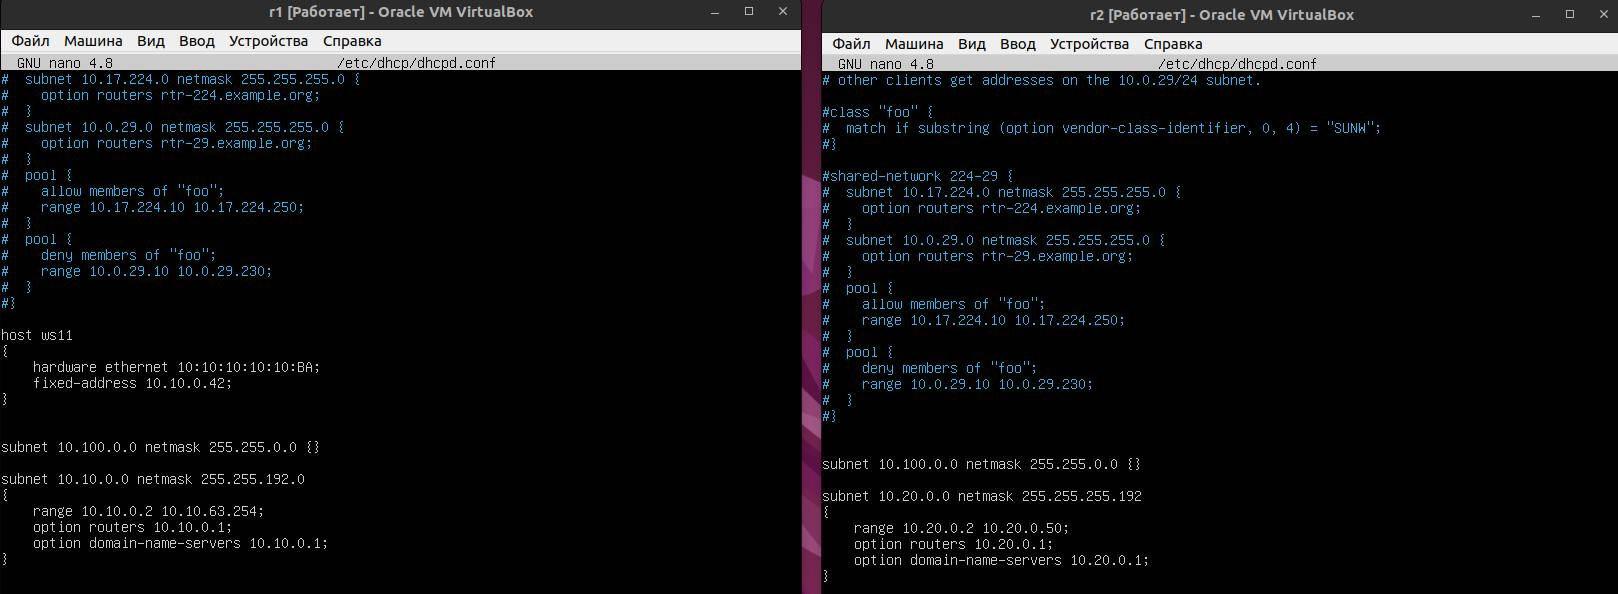 r1 [Работает] - Oracle VM VirtualBox
Файл Машина Вид Ввод Устройства Справка
GNU nano 4.8 /etc/dhcp/dhcpd.conf
#  subnet 10.17.224.0 netmask 255.255.255.0 {
#    option routers rtr-224.example.org;
#  }
#  subnet 10.0.29.0 netmask 255.255.255.0 {
#    option routers rtr-29.example.org;
#  }
#  pool {
#    allow members of "foo";
#    range 10.17.224.10 10.17.224.250;
#  }
#  pool {
#    deny members of "foo";
#    range 10.0.29.10 10.0.29.230;
#  }
#}
host ws11
{
    hardware ethernet 10:10:10:10:10:BA;
    fixed-address 10.10.0.42;
}
subnet 10.100.0.0 netmask 255.255.0.0 {}
subnet 10.10.0.0 netmask 255.255.192.0
{
    range 10.10.0.2 10.10.63.254;
    option routers 10.10.0.1;
    option domain-name-servers 10.10.0.1;
}
r2 [Работает] - Oracle VM VirtualBox
Файл Машина Вид Ввод Устройства Справка
GNU nano 4.8 /etc/dhcp/dhcpd.conf
# other clients get addresses on the 10.0.29/24 subnet.
#class "foo" {
#  match if substring (option vendor-class-identifier, 0, 4) = "SUNW";
#}
#shared-network 224-29 {
#  subnet 10.17.224.0 netmask 255.255.255.0 {
#    option routers rtr-224.example.org;
#  }
#  subnet 10.0.29.0 netmask 255.255.255.0 {
#    option routers rtr-29.example.org;
#  }
#  pool {
#    allow members of "foo";
#    range 10.17.224.10 10.17.224.250;
#  }
#  pool {
#    deny members of "foo";
#    range 10.0.29.10 10.0.29.230;
#  }
#}
subnet 10.100.0.0 netmask 255.255.0.0 {}
subnet 10.20.0.0 netmask 255.255.255.192
{
    range 10.20.0.2 10.20.0.50;
    option routers 10.20.0.1;
    option domain-name-servers 10.20.0.1;
}